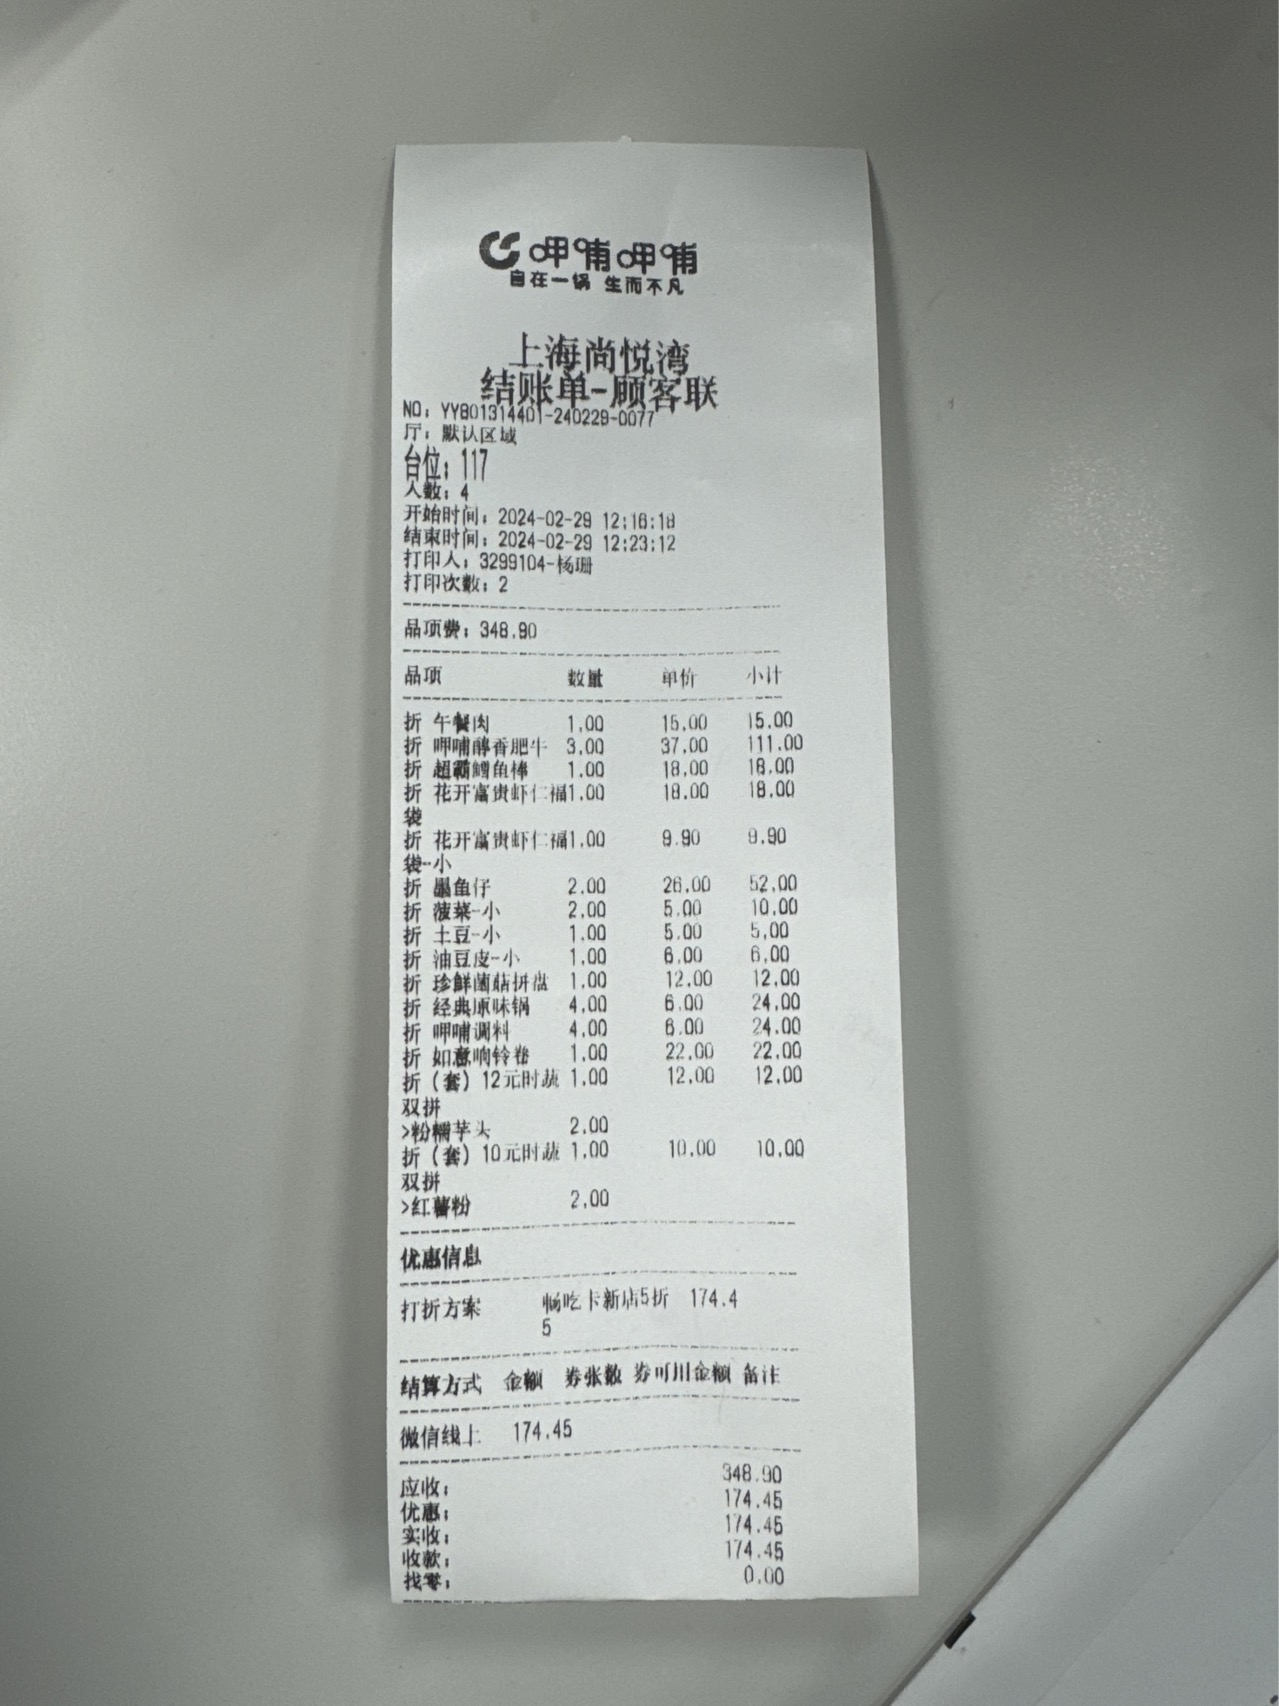 呷哺呷哺
自在一锅 生而不凡
上海尚悦湾
结账单-顾客联
NO: YY801314401-240229-0077
厅: 默认区域
台位: 117
人数: 4
开始时间: 2024-02-29 12:16:18
结束时间: 2024-02-29 12:23:12
打印人: 3299104-杨珊
打印次数: 2
品项费: 348.90
品项 数量 单价 小计
折 午餐肉 1.00 15.00 15.00
折 呷哺醇香肥牛 3.00 37.00 111.00
折 超霸鳕鱼棒 1.00 18.00 18.00
折 花开富贵虾仁福1.00 18.00 18.00
袋
折 花开富贵虾仁福1.00 9.90 9.90
袋-小
折 墨鱼仔 2.00 26.00 52.00
折 菠菜-小 2.00 5.00 10.00
折 土豆-小 1.00 5.00 5.00
折 油豆皮-小 1.00 6.00 6.00
折 珍鲜菌菇拼盘 1.00 12.00 12.00
折 经典原味锅 4.00 6.00 24.00
折 呷哺调料 4.00 6.00 24.00
折 如意响铃卷 1.00 22.00 22.00
折 (套) 12元时蔬 1.00 12.00 12.00
双拼
>粉糯芋头 2.00
折 (套) 10元时蔬 1.00 10.00 10.00
双拼
>红薯粉 2.00
优惠信息
打折方案 畅吃卡新店5折 174.4
5
结算方式 金额 券张数 券可用金额 备注
微信线上 174.45
应收: 348.90
优惠: 174.45
实收: 174.45
收款: 174.45
找零: 0.00